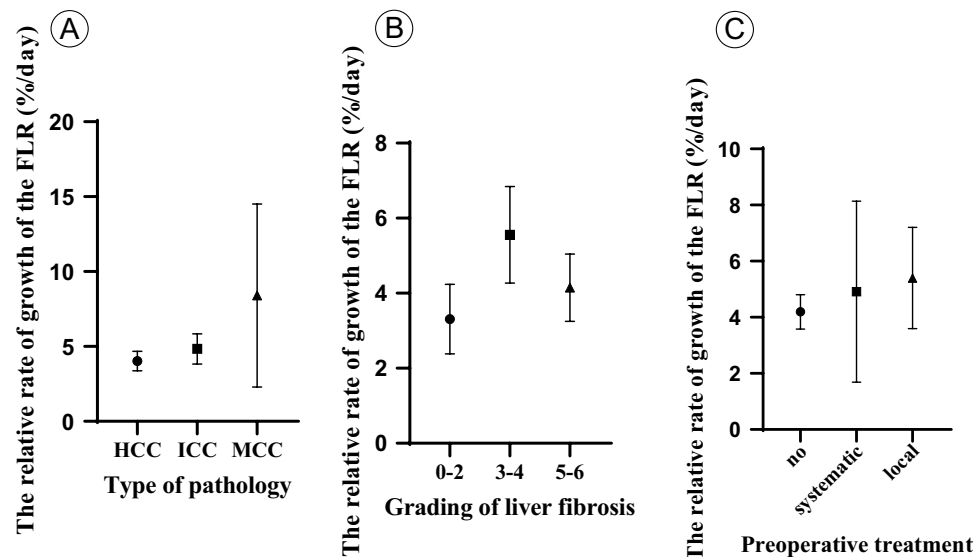 A
The relative rate of growth of the FLR (%/day)
20
15
10
5
0
HCC ICC MCC
Type of pathology
B
The relative rate of growth of the FLR (%/day)
8
6
4
2
0
0-2 3-4 5-6
Grading of liver fibrosis
C
The relative rate of growth of the FLR (%/day)
10
8
6
4
2
0
no systematic local
Preoperative treatment